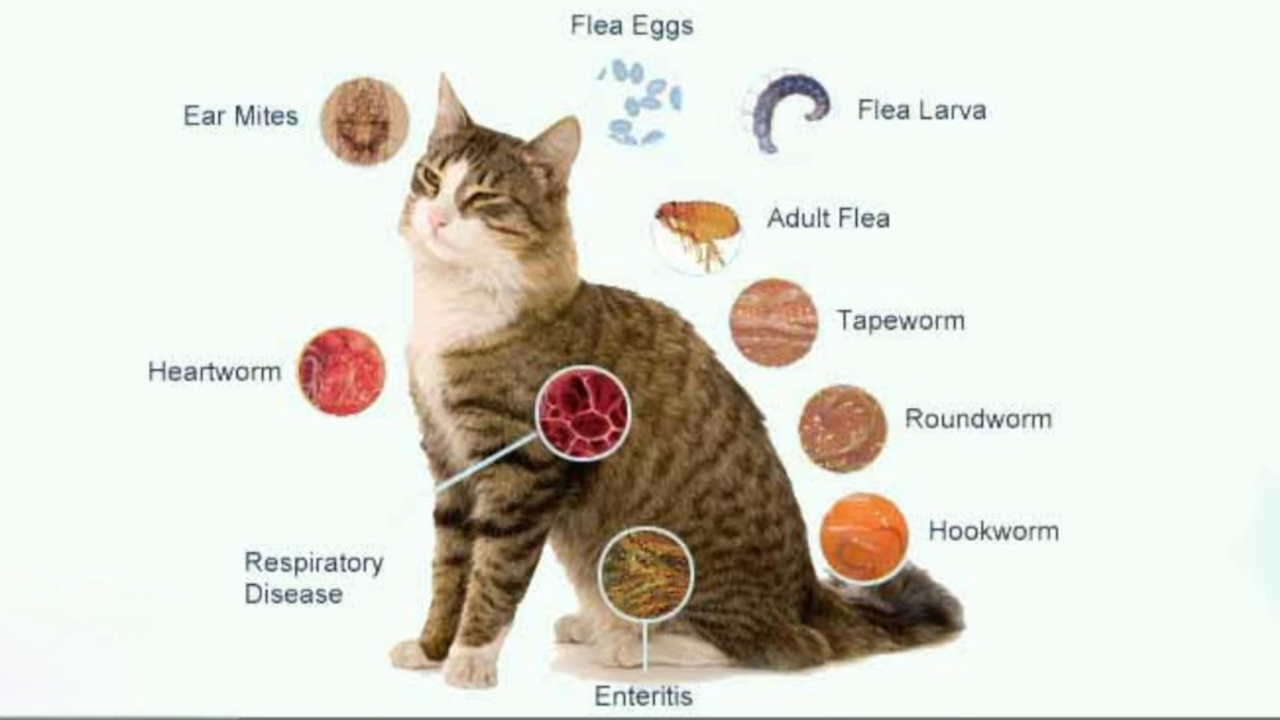 Flea Eggs
Ear Mites
Flea Larva
Adult Flea
Tapeworm
Heartworm
Roundworm
Hookworm
Respiratory
Disease
Enteritis